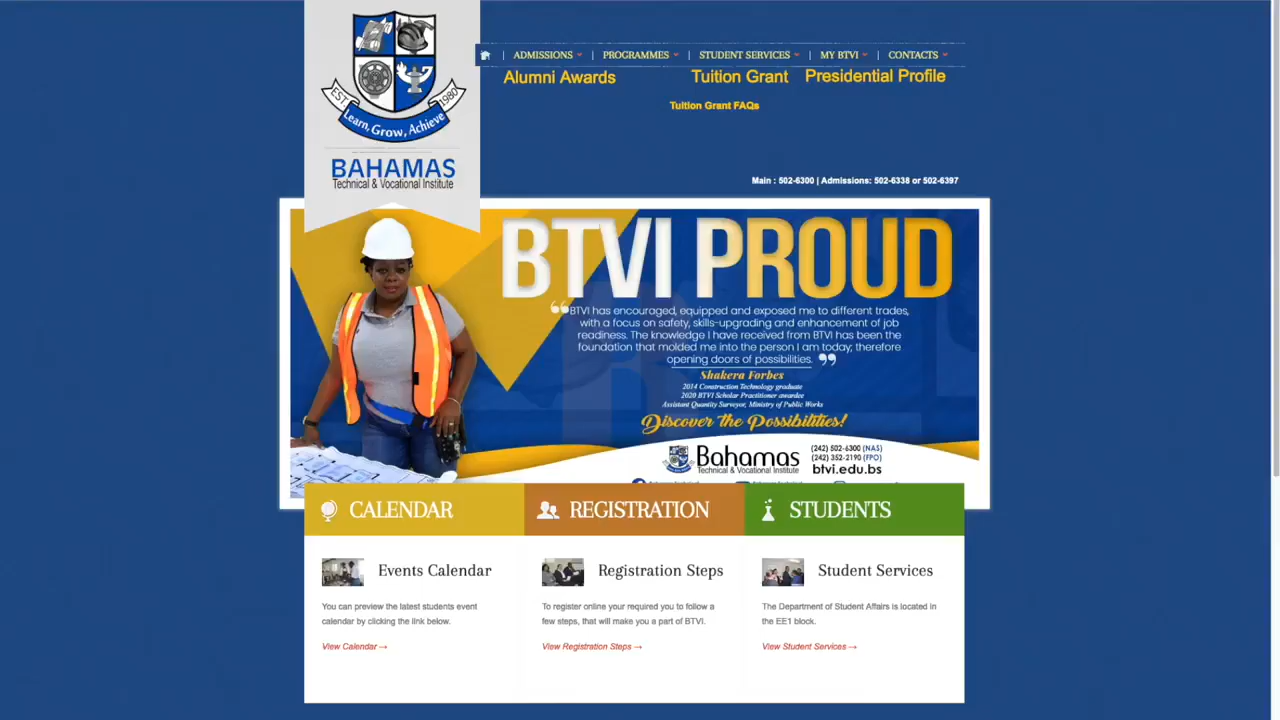 EST. 1980
Learn, Grow, Achieve
BAHAMAS
Technical & Vocational Institute
ADMISSIONS | PROGRAMMES | STUDENT SERVICES | MY BTVI | CONTACTS
Alumni Awards Tuition Grant Presidential Profile
Tuition Grant FAQs
Main : 502-6300 | Admissions: 502-6338 or 502-6397
BTVI PROUD
“BTVI has encouraged, equipped and exposed me to different trades,
with a focus on safety, skills-upgrading and enhancement of job
readiness. The knowledge I have received from BTVI has been the
foundation that molded me into the person I am today; therefore
opening doors of possibilities. ”
Shakera Forbes
2014 Construction Technology graduate
2020 BTVI Scholar Practitioner awardee
Assistant Quantity Surveyor, Ministry of Public Works
Discover the Possibilities!
Bahamas
Technical & Vocational Institute
(242) 502-6300 (NAS)
(242) 352-2190 (FPO)
btvi.edu.bs
CALENDAR
Events Calendar
You can preview the latest students event
calendar by clicking the link below.
View Calendar →
REGISTRATION
Registration Steps
To register online your required you to follow a
few steps, that will make you a part of BTVI.
View Registration Steps →
STUDENTS
Student Services
The Department of Student Affairs is located in
the EE1 block.
View Student Services →